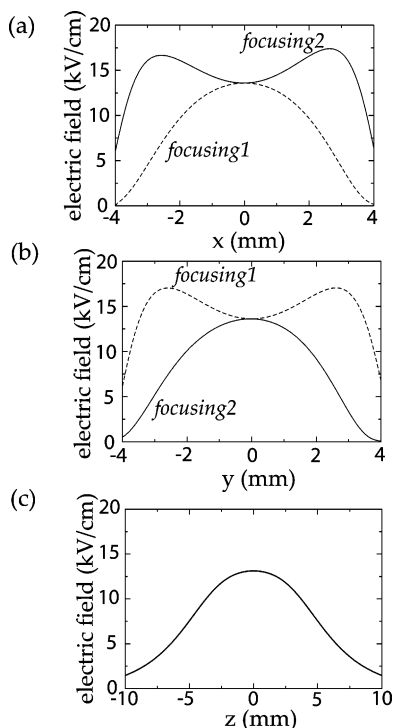 (a)
electric field (kV/cm)
20
15
10
5
0
focusing2
focusing1
-4 -2 0 2 4
x (mm)
(b)
electric field (kV/cm)
20
15
10
5
0
focusing1
focusing2
-4 -2 0 2 4
y (mm)
(c)
electric field (kV/cm)
20
15
10
5
0
-10 -5 0 5 10
z (mm)